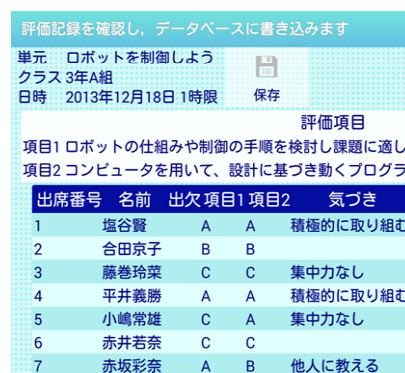 評価記録を確認し，データベースに書き込みます
単元 ロボットを制御しよう
クラス 3年A組
日時 2013年12月18日 1時限
保存
評価項目
項目1 ロボットの仕組みや制御の手順を検討し課題に適し
項目2 コンピュータを用いて、設計に基づき動くプログラ
出席番号 名前 出欠 項目1 項目2 気づき
1 塩谷賢 A A 積極的に取り組む
2 合田京子 B B
3 藤巻玲菜 C C 集中力なし
4 平井義勝 A A 積極的に取り組む
5 小嶋常雄 C A 集中力なし
6 赤井若奈 C C
7 赤坂彩奈 A B 他人に教える